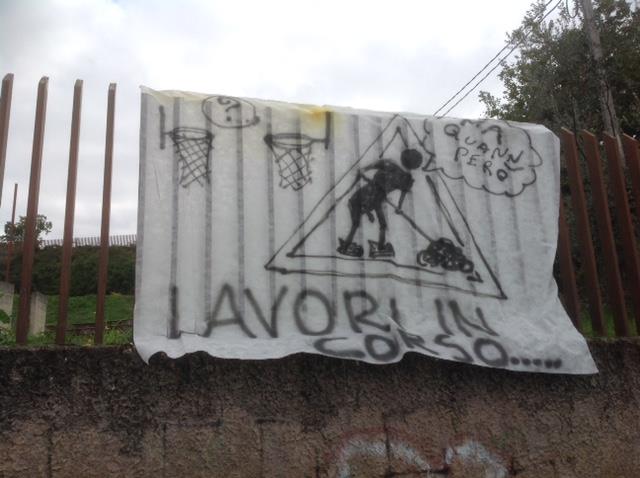 ?
QUANN
PERÒ
LAVORI IN
CORSO.....